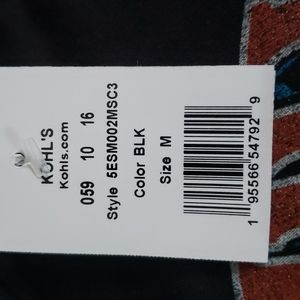 KOHL'S
Kohls.com
059 10 16
Style 5ESM002MSC3
Color BLK
Size M
1 95566 54792 9